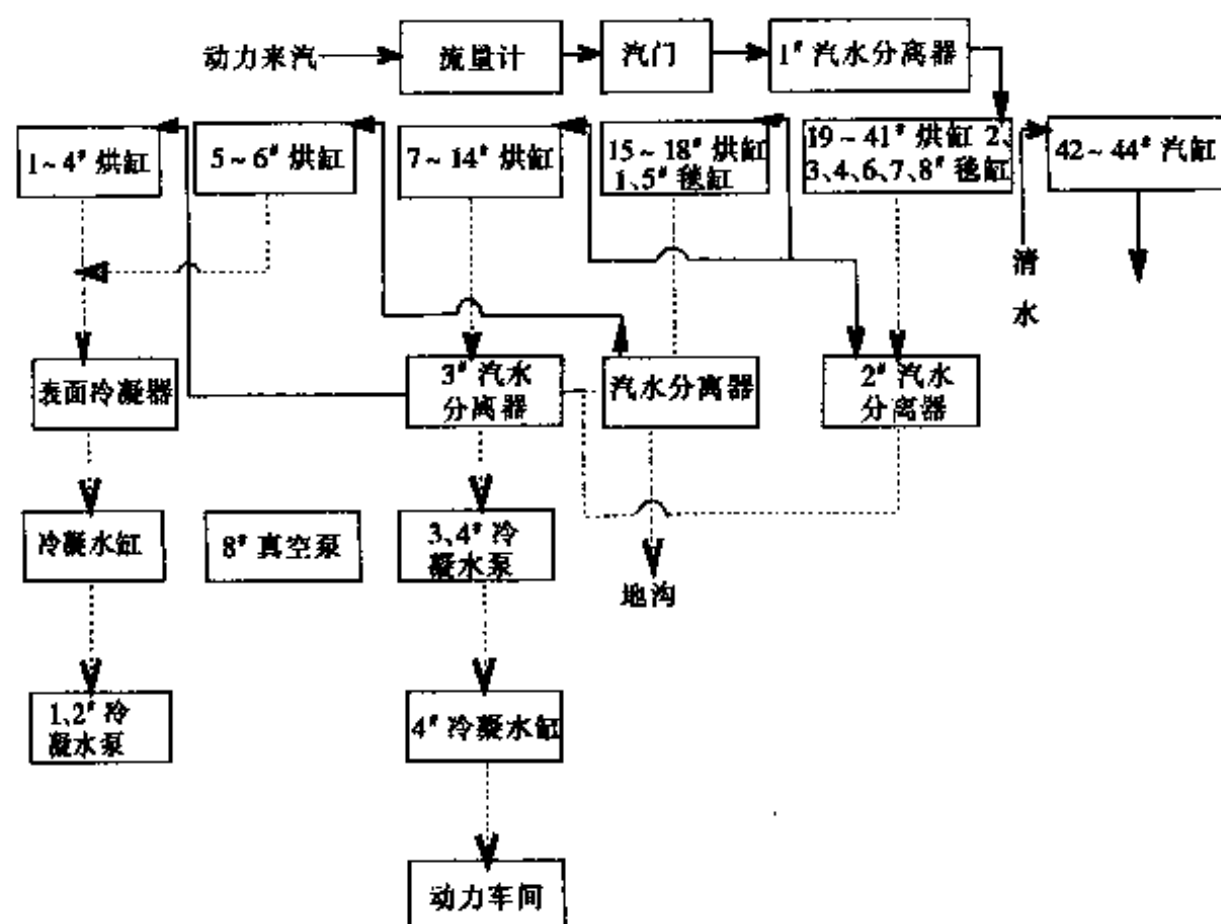 动力来汽
流量计
汽门
1# 汽水分离器
1~4# 烘缸
5~6# 烘缸
7~14# 烘缸
15~18# 烘缸
1、5# 毯缸
19~41# 烘缸 2、
3、4、6、7、8# 毯缸
42~44# 汽缸
清
水
表面冷凝器
3# 汽水
分离器
汽水分离器
2# 汽水
分离器
冷凝水缸
8# 真空泵
3、4# 冷
凝水泵
地沟
1、2# 冷
凝水泵
4# 冷凝水缸
动力车间